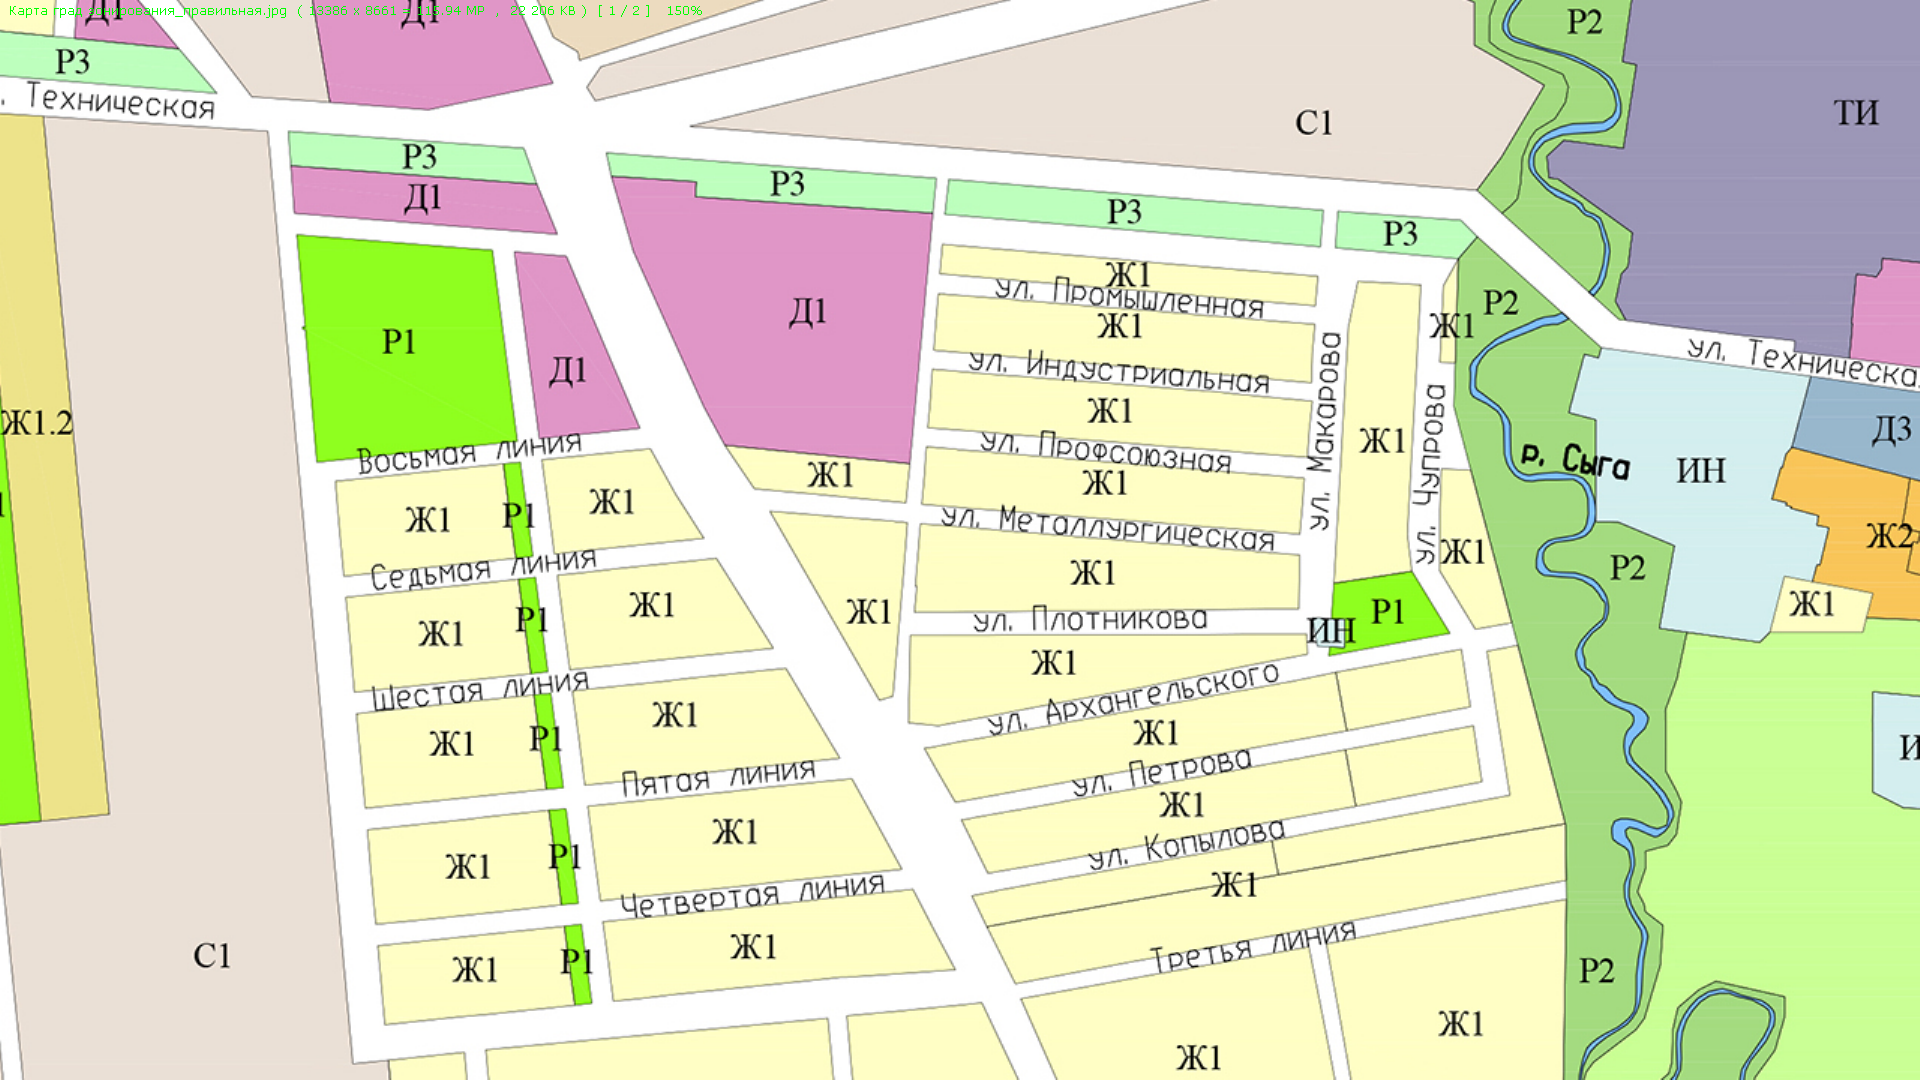 Карта град зонирования_правильная.jpg ( 13386 x 8661 - 115.94 MP , 22 206 KB ) [ 1 / 2 ] 150%
Д1
Д1
Р2
Р3
. Техническая
С1
ТИ
Р3
Д1
Р3
Р3
Р3
Ж1
ул. Промышленная
Р2
Д1
Ж1
Ж1
Р1
Д1
ул. Индустриальная
ул. Макарова
ул. Чупрова
ул. Техническа
Ж1.2
Ж1
Ж1
Д3
Восьмая линия
ул. Профсоюзная
р. Сыга
ИН
Ж1
Ж1
Ж1
Р1
Ж1
ул. Металлургическая
Ж2
Седьмая линия
Ж1
Ж1
Р2
Ж1
Р1
Ж1
Ж1
ул. Плотникова
ИН
Р1
Ж1
Шестая линия
Ж1
ул. Архангельского
Ж1
Р1
Ж1
Ж1
И
Пятая линия
ул. Петрова
Ж1
Ж1
ул. Копылова
Ж1
Р1
Четвертая линия
Ж1
С1
Ж1
Р1
Ж1
Третья линия
Р2
Ж1
Ж1